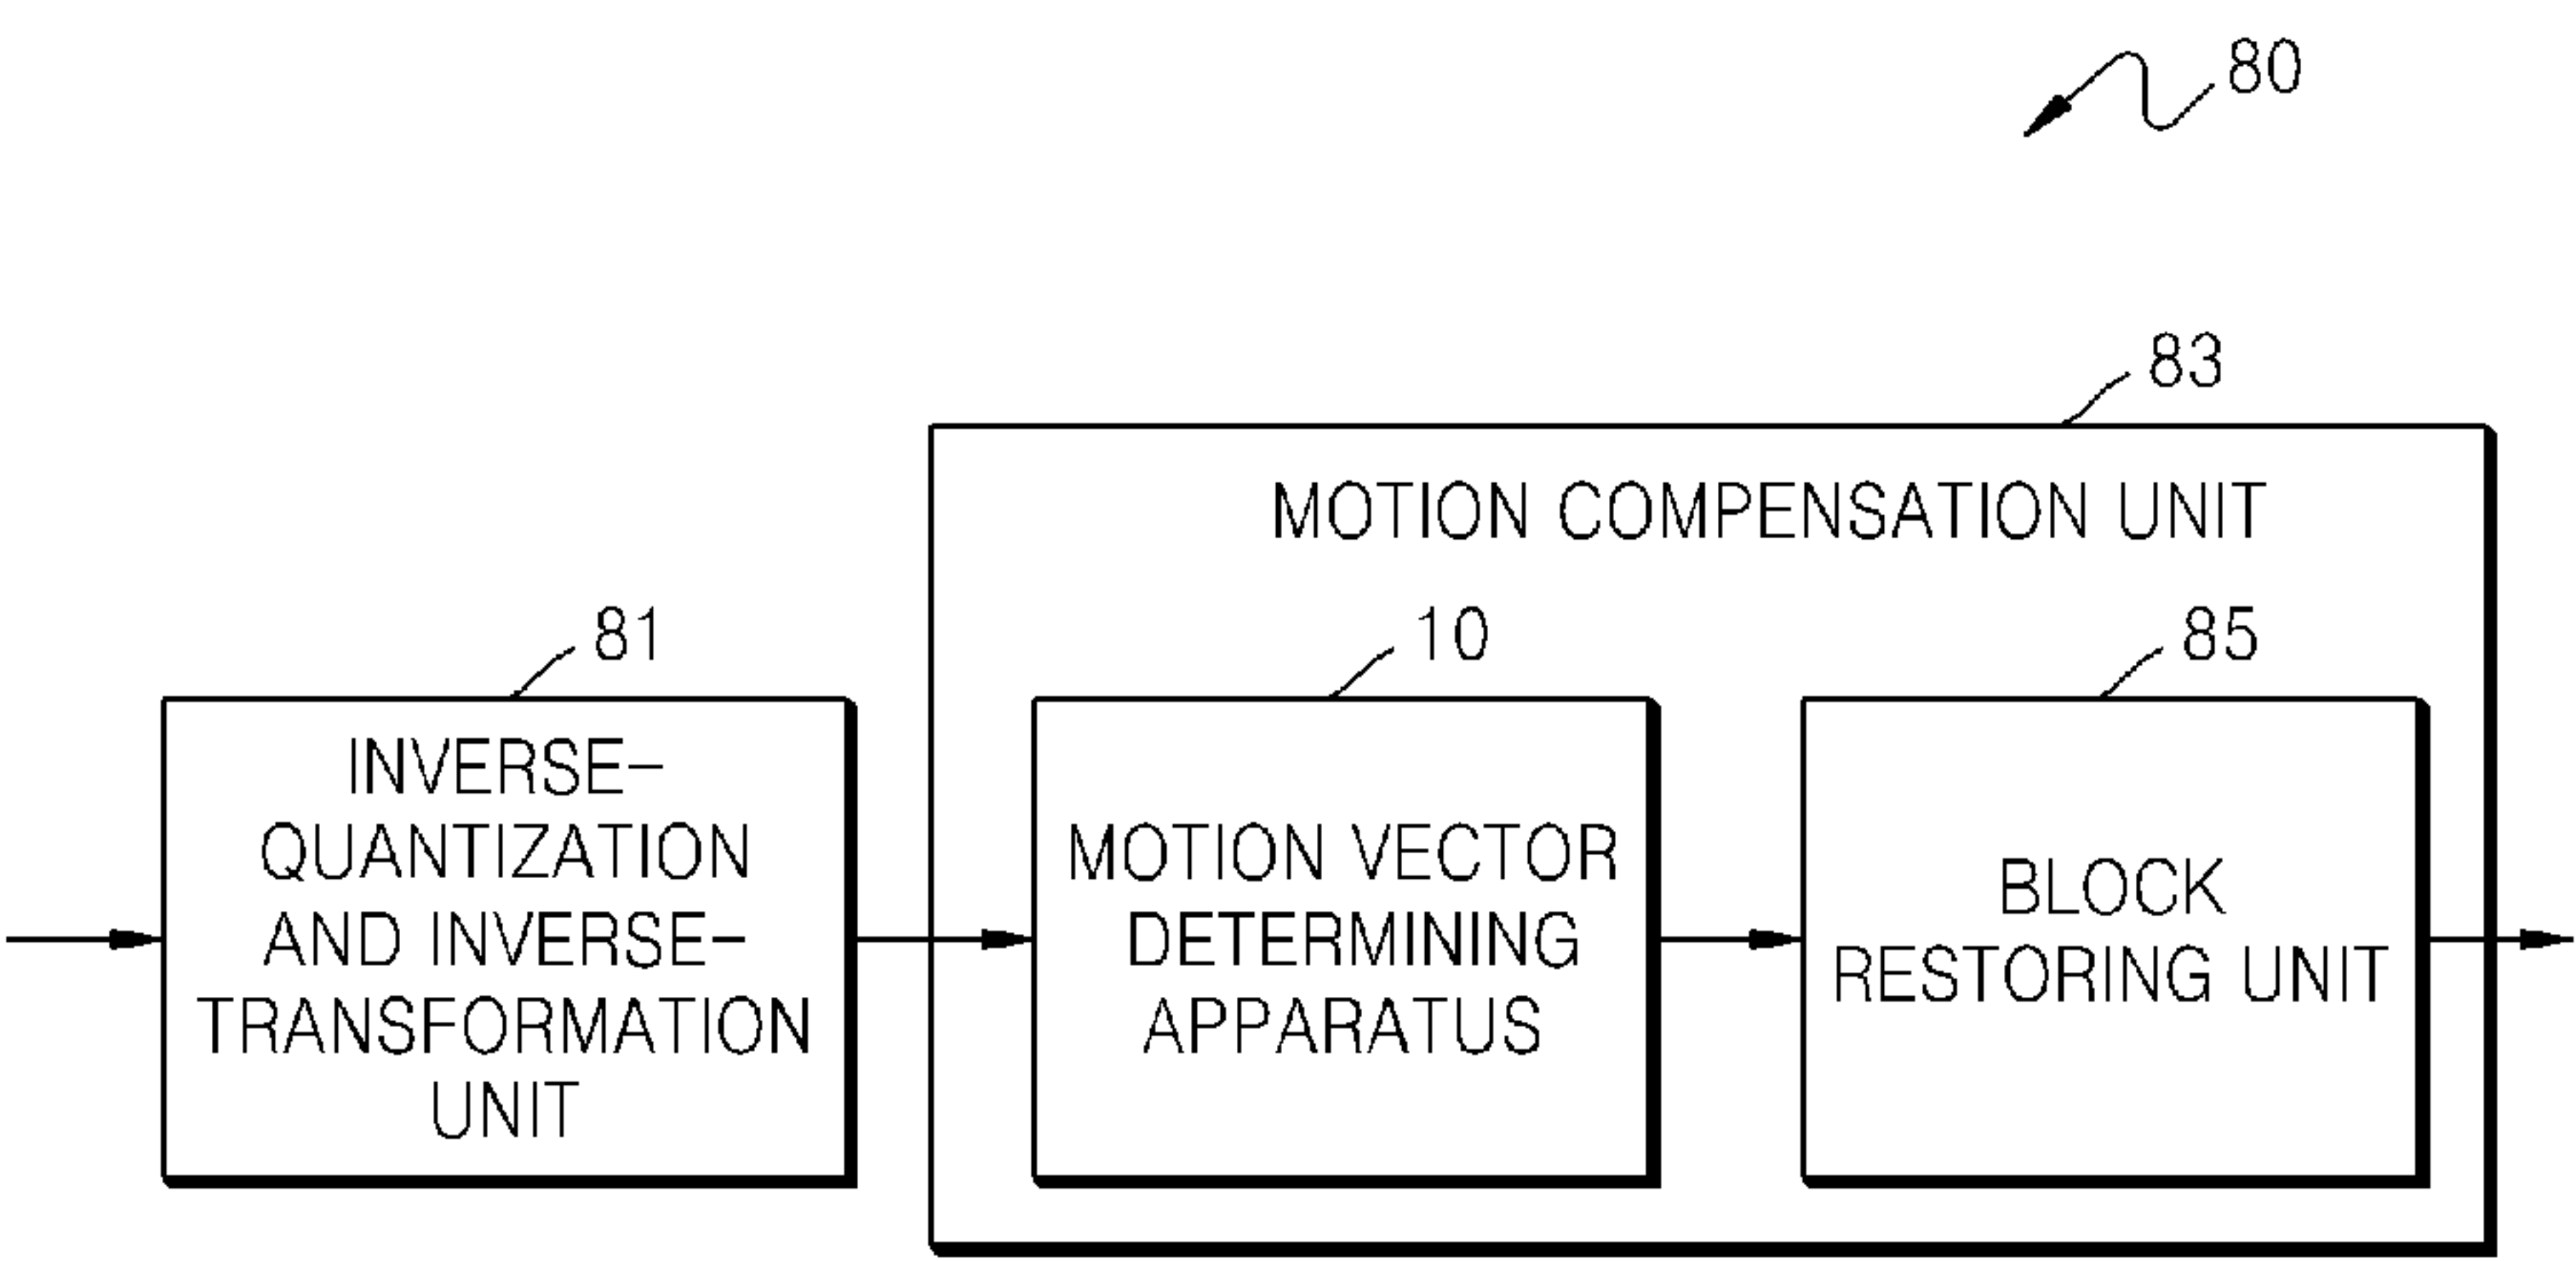 80
83
MOTION COMPENSATION UNIT
81
INVERSE-
QUANTIZATION
AND INVERSE-
TRANSFORMATION
UNIT
10
MOTION VECTOR
DETERMINING
APPARATUS
85
BLOCK
RESTORING UNIT